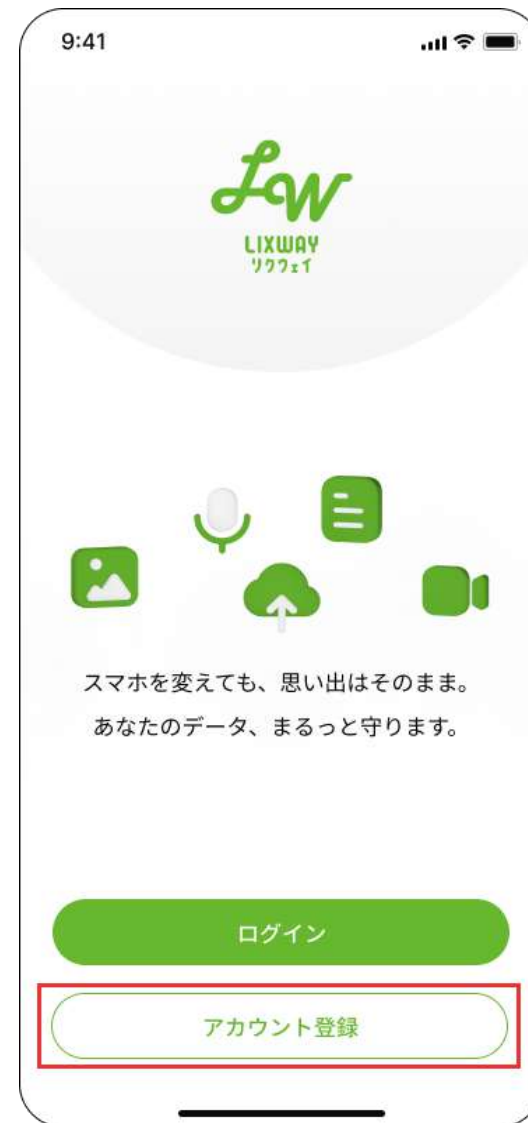 9:41
LW
LIXWAY
リクウェイ
スマホを変えても、思い出はそのまま。
あなたのデータ、まるっと守ります。
ログイン
アカウント登録